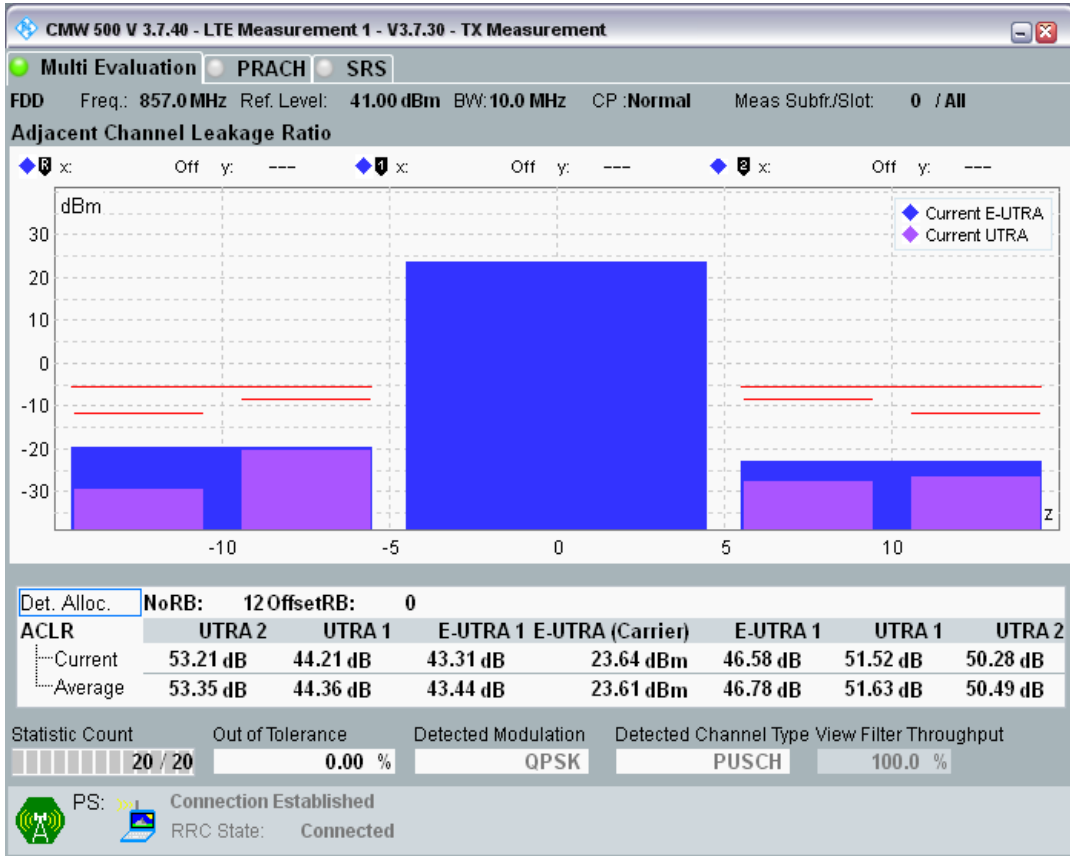 CMW 500 V 3.7.40 - LTE Measurement 1 - V3.7.30 - TX Measurement
Multi Evaluation PRACH SRS
FDD Freq.: 857.0 MHz Ref. Level: 41.00 dBm BW: 10.0 MHz CP :Normal Meas Subfr./Slot: 0 / All
Adjacent Channel Leakage Ratio
R x: Off y: --- 1 x: Off y: --- 2 x: Off y: ---
dBm
Current E-UTRA
Current UTRA
30
20
10
0
-10
-20
-30
z
-10 -5 0 5 10
Det. Alloc. NoRB: 12 OffsetRB: 0
ACLR UTRA 2 UTRA 1 E-UTRA 1 E-UTRA (Carrier) E-UTRA 1 UTRA 1 UTRA 2
Current 53.21 dB 44.21 dB 43.31 dB 23.64 dBm 46.58 dB 51.52 dB 50.28 dB
Average 53.35 dB 44.36 dB 43.44 dB 23.61 dBm 46.78 dB 51.63 dB 50.49 dB
Statistic Count Out of Tolerance Detected Modulation Detected Channel Type View Filter Throughput
20 / 20 0.00 % QPSK PUSCH 100.0 %
PS: Connection Established
RRC State: Connected